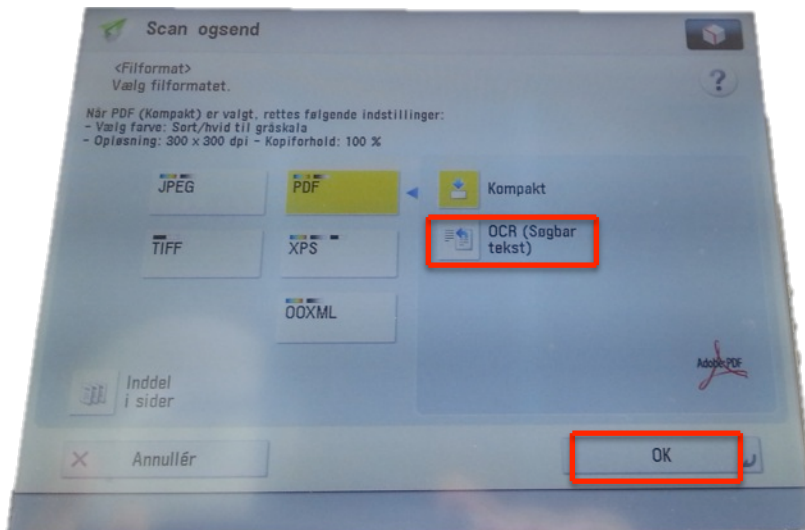 Scan ogsend
<Filformat>
Vælg filformatet.
Når PDF (Kompakt) er valgt, rettes følgende indstillinger:
- Vælg farve: Sort/hvid til gråskala
- Opløsning: 300 x 300 dpi - Kopiforhold: 100 %
JPEG
PDF
Kompakt
TIFF
XPS
OCR (Søgbar
tekst)
OOXML
Adobe PDF
Inddel
i sider
Annullér
OK
?